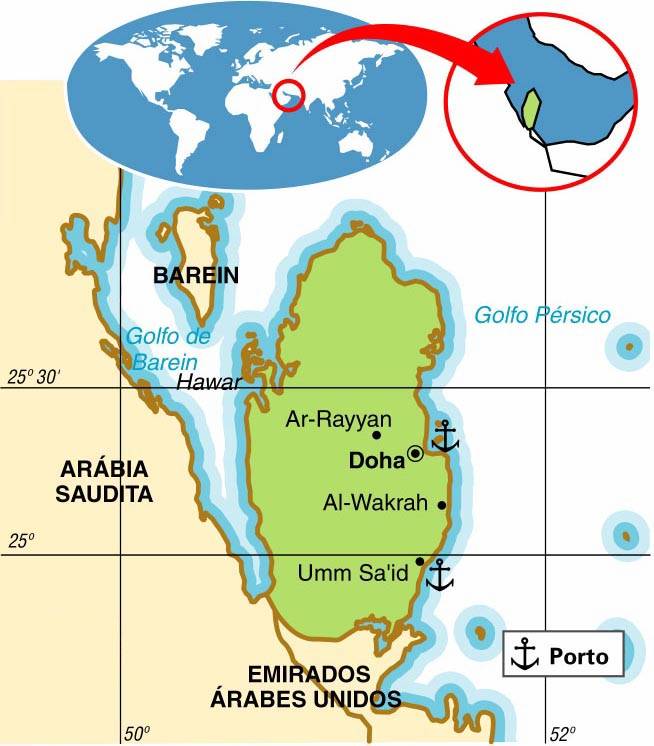 BAREIN
Golfo Pérsico
Golfo de
Barein
Hawar
25º 30'
Ar-Rayyan
Doha
ARÁBIA
SAUDITA
Al-Wakrah
25º
Umm Sa'id
Porto
EMIRADOS
ÁRABES UNIDOS
50º
52º